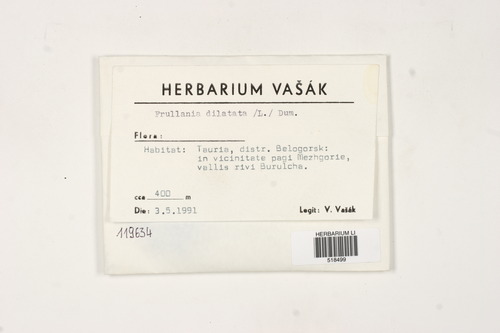 HERBARIUM VAŠÁK
Frullania dilatata /L./ Dum.
Flora:
Habitat: Tauria, distr. Belogorsk:
in vicinitate pagi Mezhgorie,
vallis rivi Burulcha.
cca 400 m
Die: 3.5.1991 Legit: V. Vašák
119634
HERBARIUM LI
518499